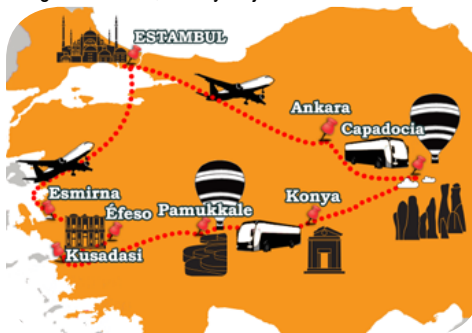 ESTAMBUL
Ankara
Capadocia
Esmirna
Éfeso
Pamukkale
Konya
Kusadasi